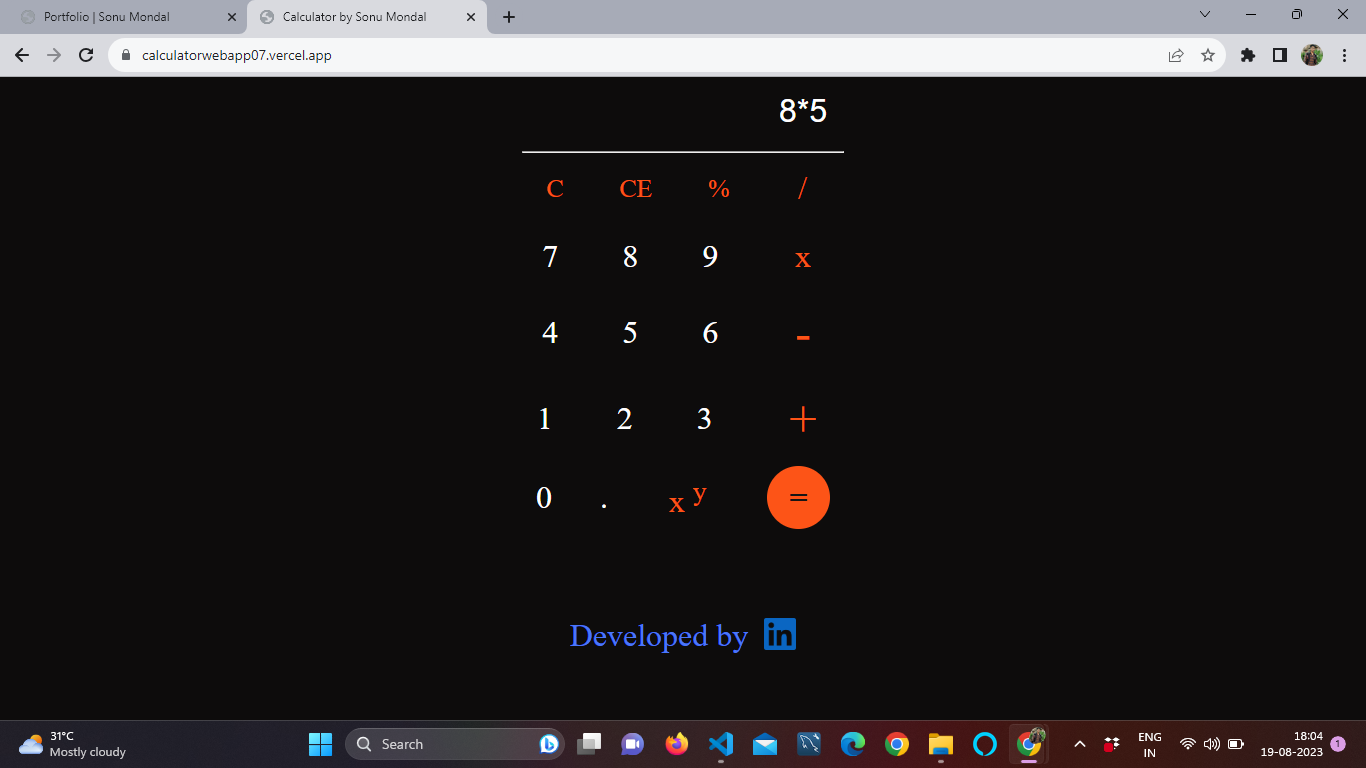 Portfolio | Sonu Mondal
Calculator by Sonu Mondal
calculatorwebapp07.vercel.app
8*5
C CE % /
7 8 9 x
4 5 6 -
1 2 3 +
0 . x y =
Developed by in
31°C
Mostly cloudy
Search
ENG
IN
18:04
19-08-2023
1